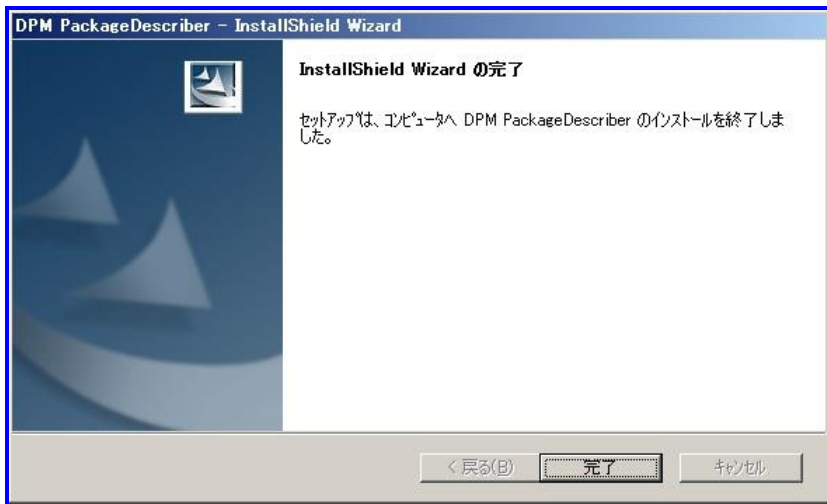 DPM PackageDescriber - InstallShield Wizard
InstallShield Wizard の完了
セットアップは、コンピュータへ DPM PackageDescriber のインストールを終了しま
した。
< 戻る(B)
完了
キャンセル